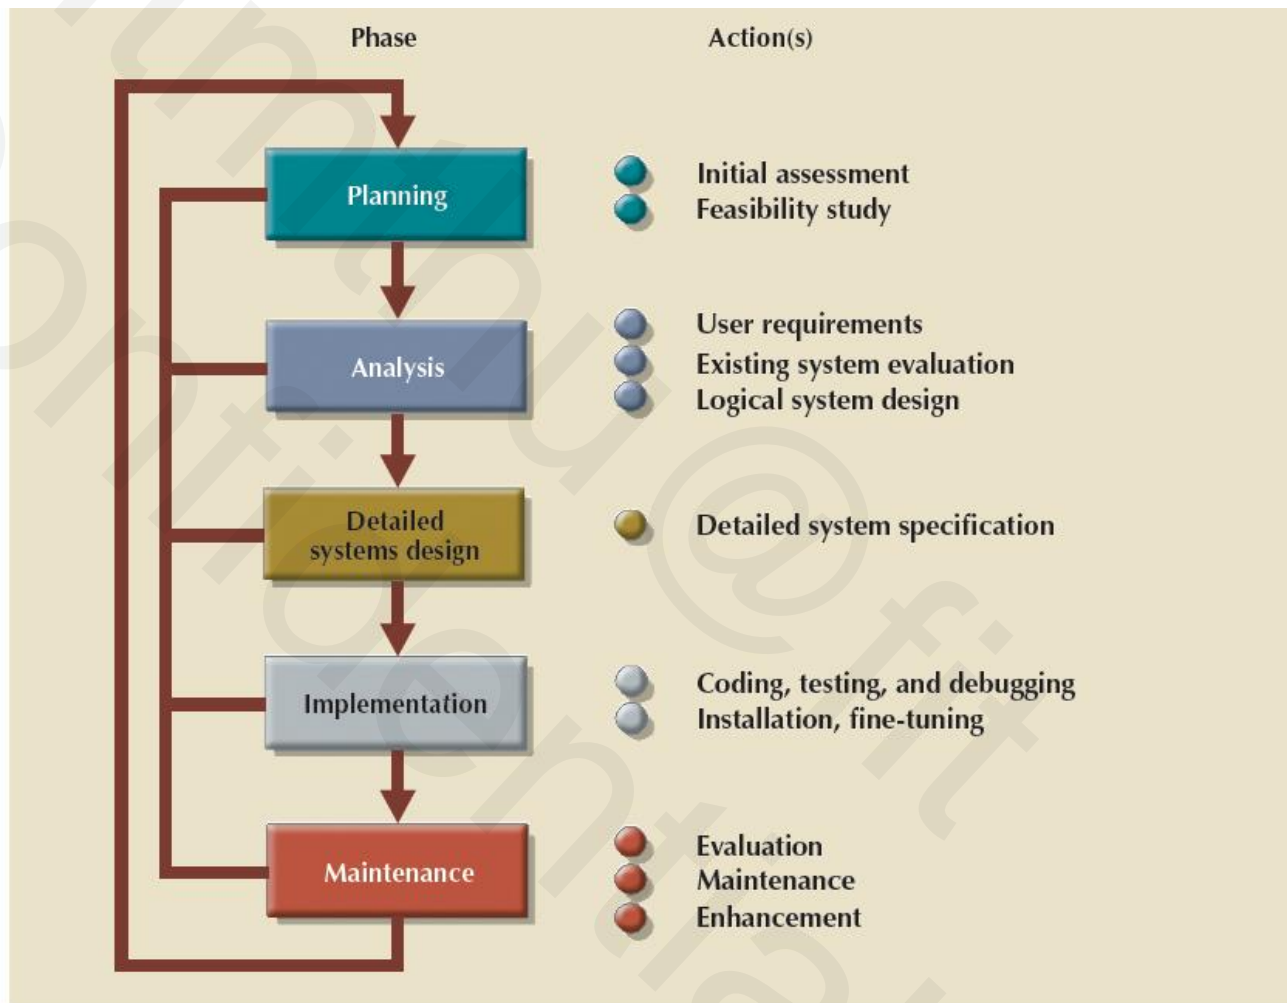 Phase
Action(s)
Planning
Initial assessment
Feasibility study
Analysis
User requirements
Existing system evaluation
Logical system design
Detailed
systems design
Detailed system specification
Implementation
Coding, testing, and debugging
Installation, fine-tuning
Maintenance
Evaluation
Maintenance
Enhancement